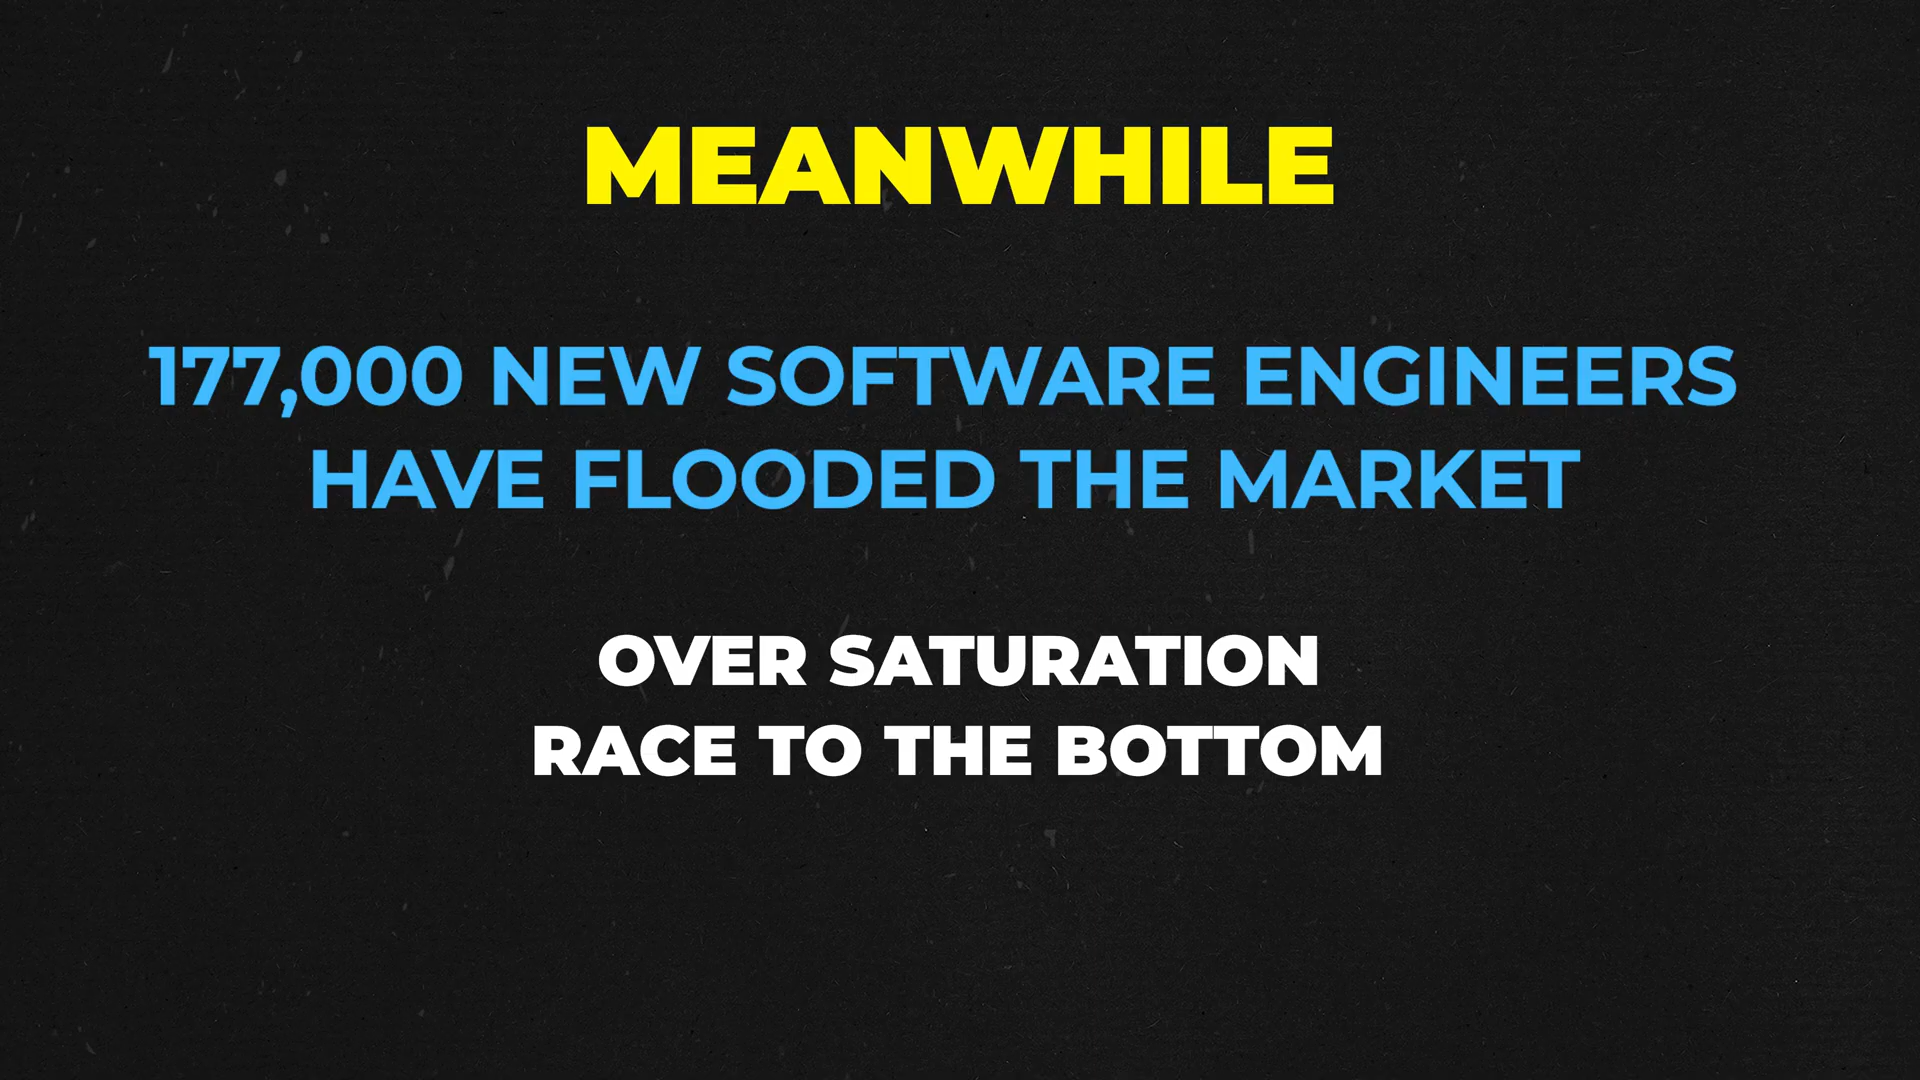 MEANWHILE
177,000 NEW SOFTWARE ENGINEERS
HAVE FLOODED THE MARKET
OVER SATURATION
RACE TO THE BOTTOM